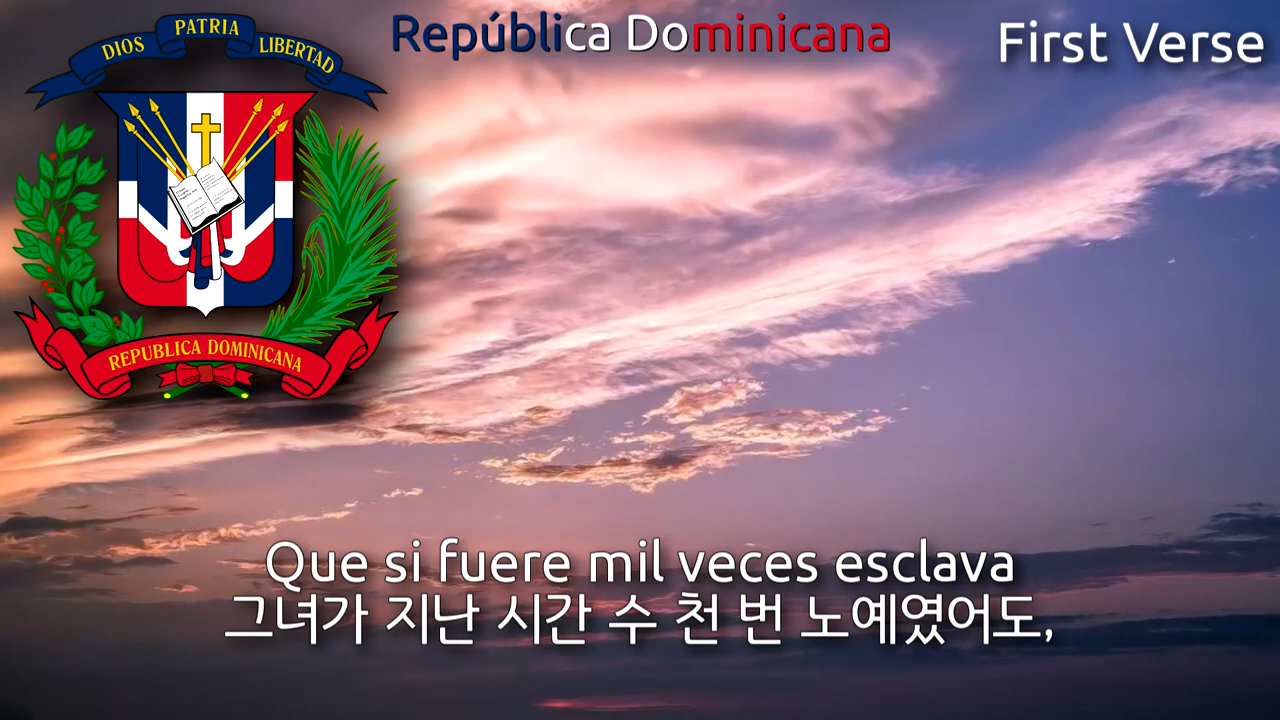 DIOS PATRIA LIBERTAD
República Dominicana
First Verse
REPUBLICA DOMINICANA
Que si fuere mil veces esclava
그녀가 지난 시간 수 천 번 노예였어도,